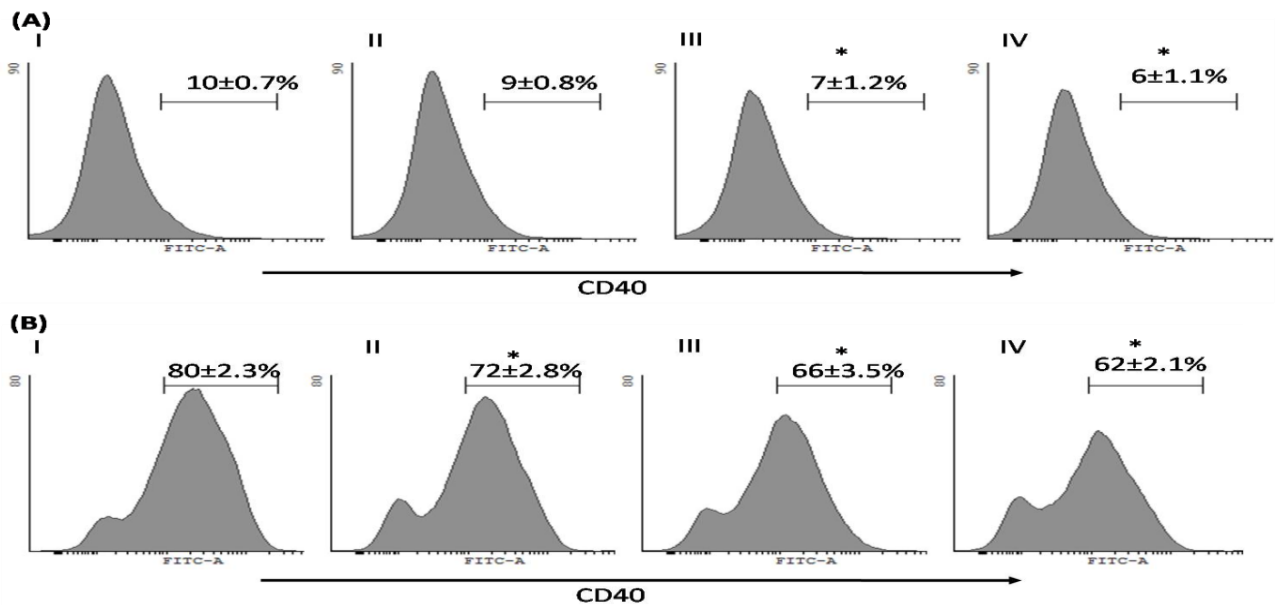 (A)
I II III * IV *
90 10±0.7% 90 9±0.8% 90 7±1.2% 90 6±1.1%
FITC-A FITC-A FITC-A FITC-A
CD40
(B)
I II * III * IV *
80 80±2.3% 80 72±2.8% 80 66±3.5% 80 62±2.1%
FITC-A FITC-A FITC-A FITC-A
CD40